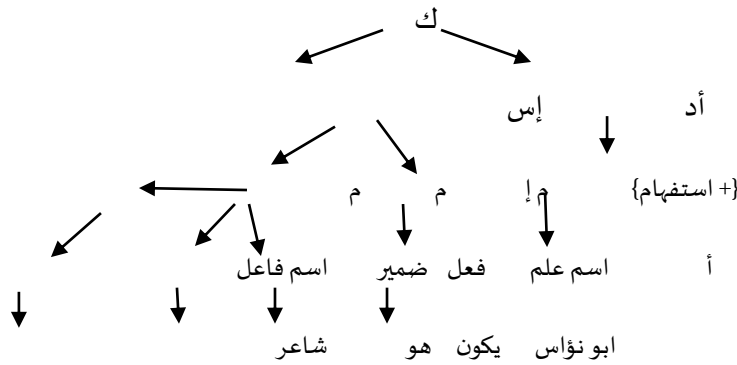 ك
أد إس
{+ استفهام} م إ م م
أ اسم علم فعل ضمير اسم فاعل
ابو نؤاس يكون هو شاعر